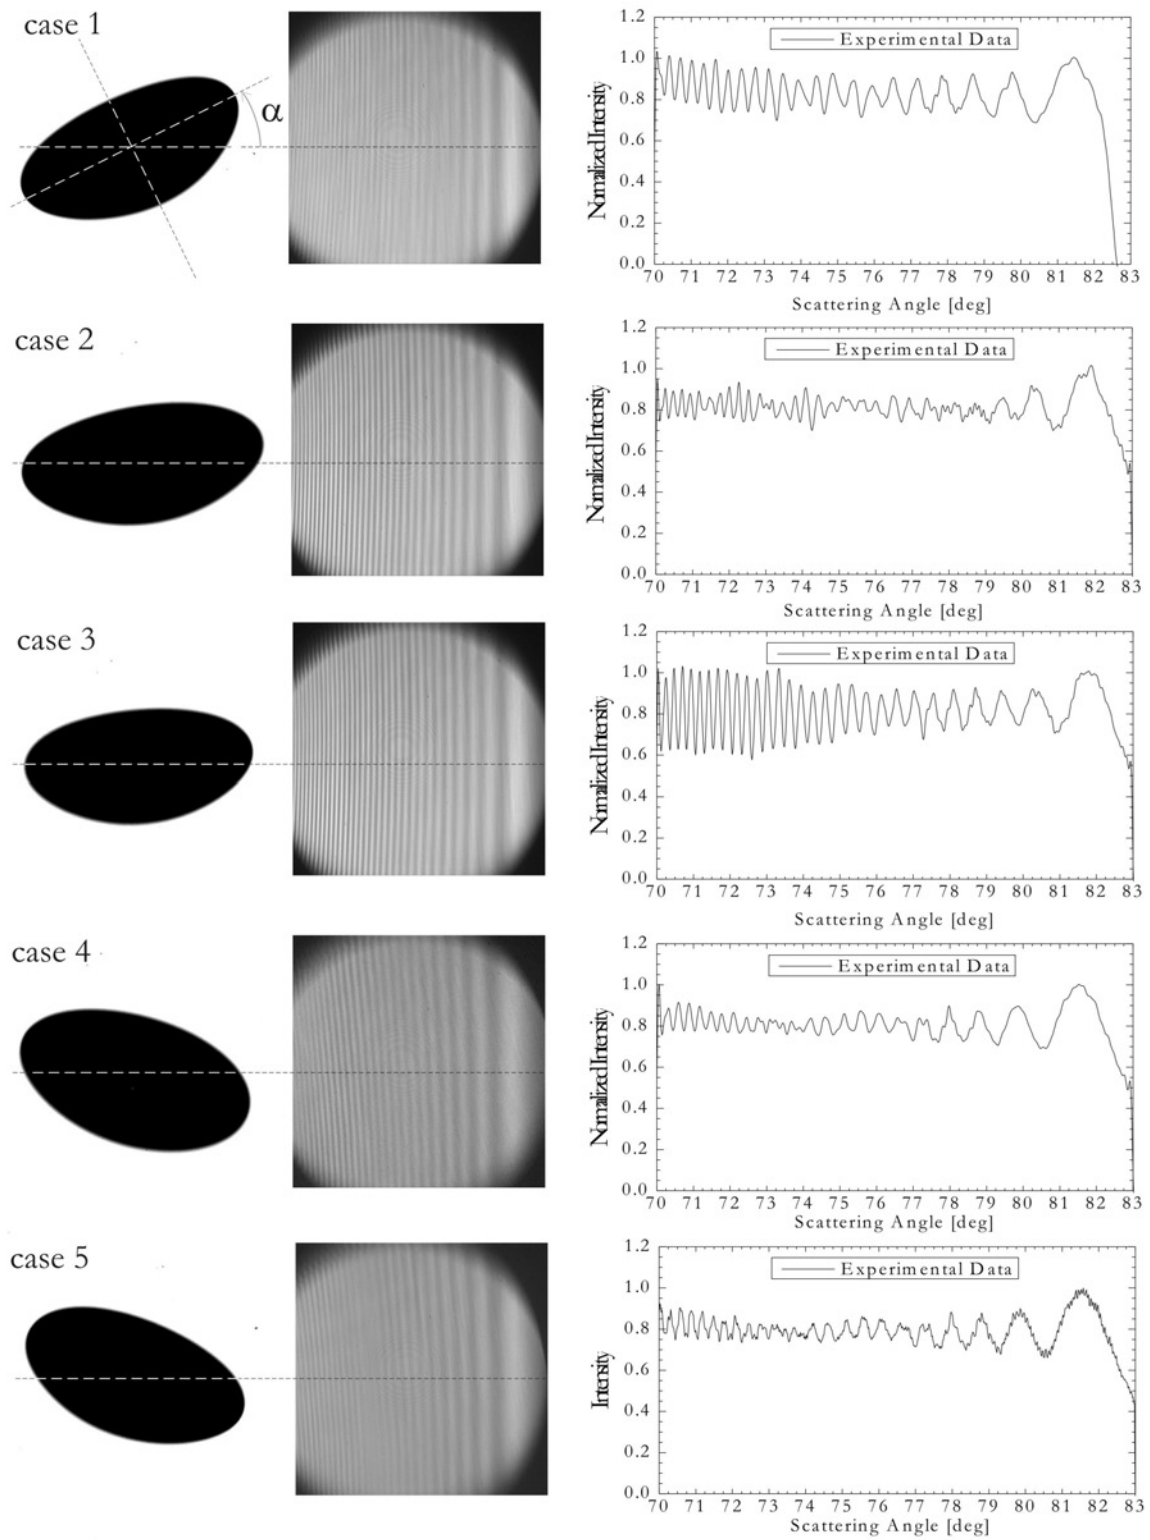 case 1
α
1.2
1.0
0.8
0.6
0.4
0.2
0.0
Normalized Intensity
Experimental Data
70 71 72 73 74 75 76 77 78 79 80 81 82 83
Scattering Angle [deg]
case 2
1.2
1.0
0.8
0.6
0.4
0.2
0.0
Normalized Intensity
Experimental Data
70 71 72 73 74 75 76 77 78 79 80 81 82 83
Scattering Angle [deg]
case 3
1.2
1.0
0.8
0.6
0.4
0.2
0.0
Normalized Intensity
Experimental Data
70 71 72 73 74 75 76 77 78 79 80 81 82 83
Scattering Angle [deg]
case 4
1.2
1.0
0.8
0.6
0.4
0.2
0.0
Normalized Intensity
Experimental Data
70 71 72 73 74 75 76 77 78 79 80 81 82 83
Scattering Angle [deg]
case 5
1.2
1.0
0.8
0.6
0.4
0.2
0.0
Intensity
Experimental Data
70 71 72 73 74 75 76 77 78 79 80 81 82 83
Scattering Angle [deg]